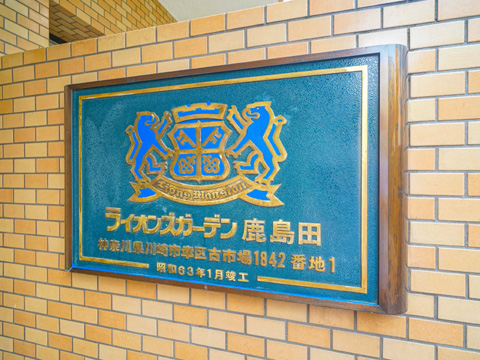 Lions Mansion
ライオンズガーデン鹿島田
神奈川県川崎市幸区古市場1842番地1
昭和63年1月竣工